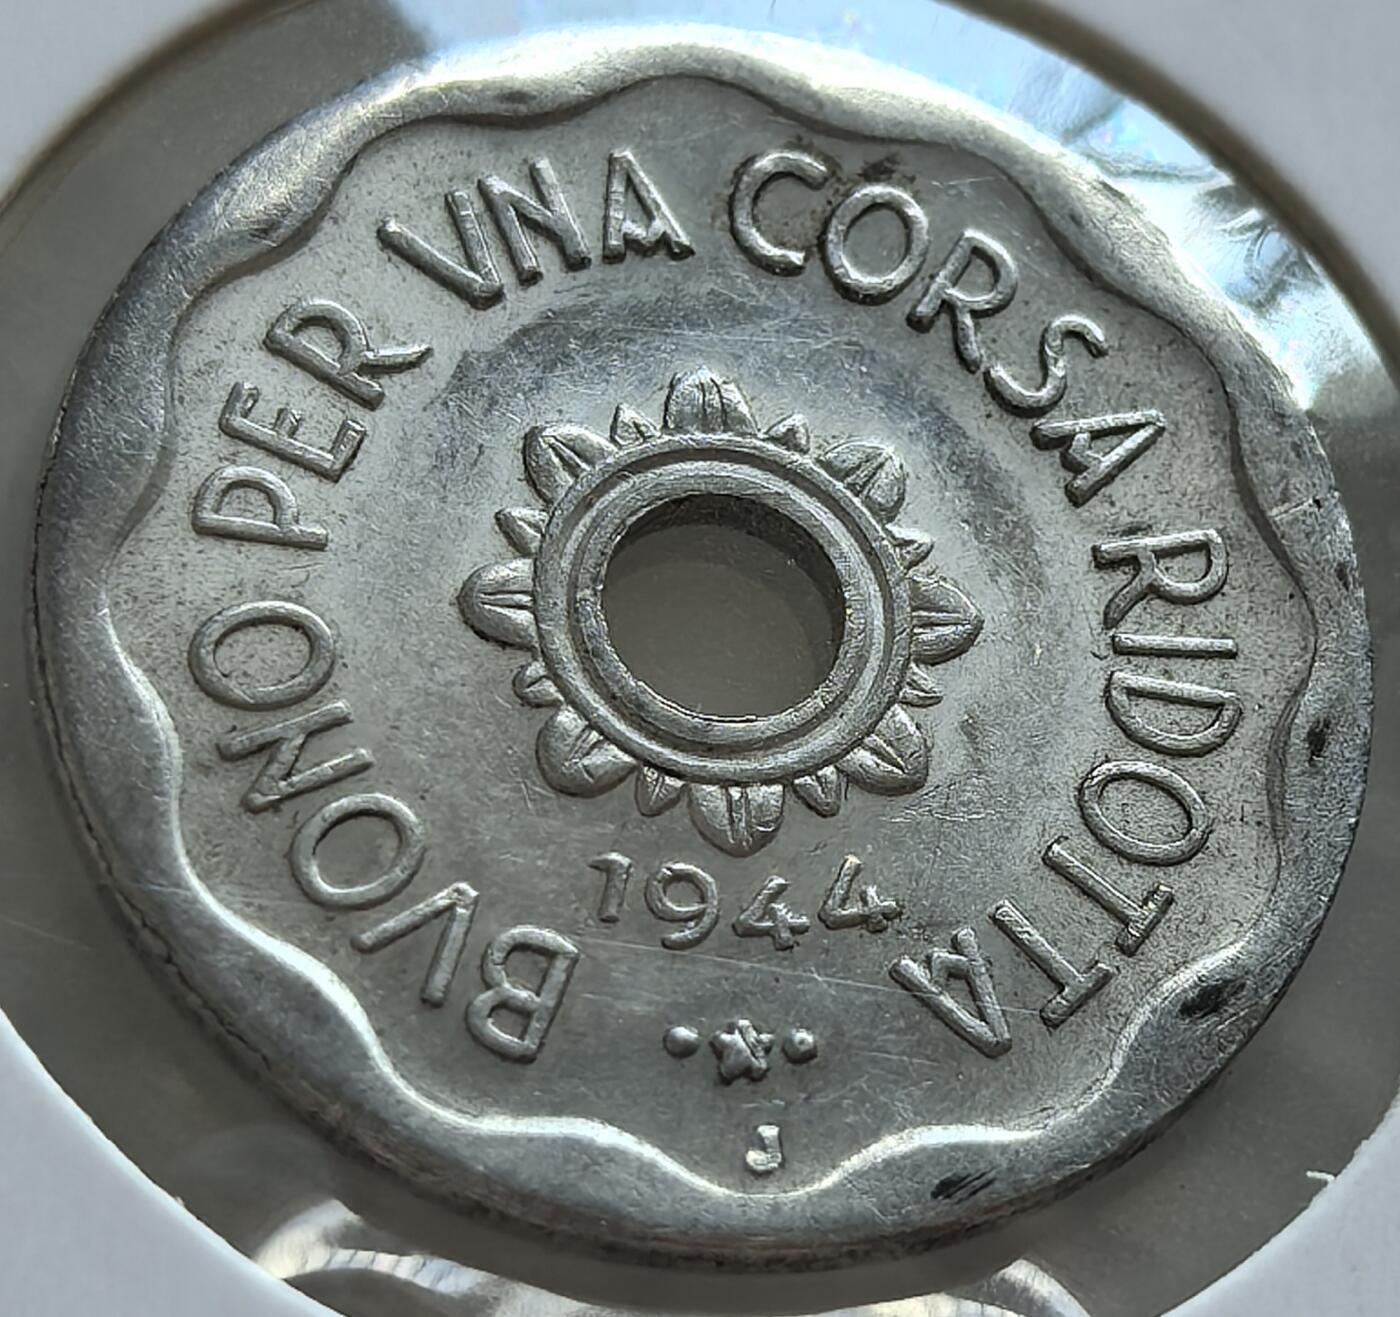 BVONO PER VNA CORSA RIDOTTA
1944
J